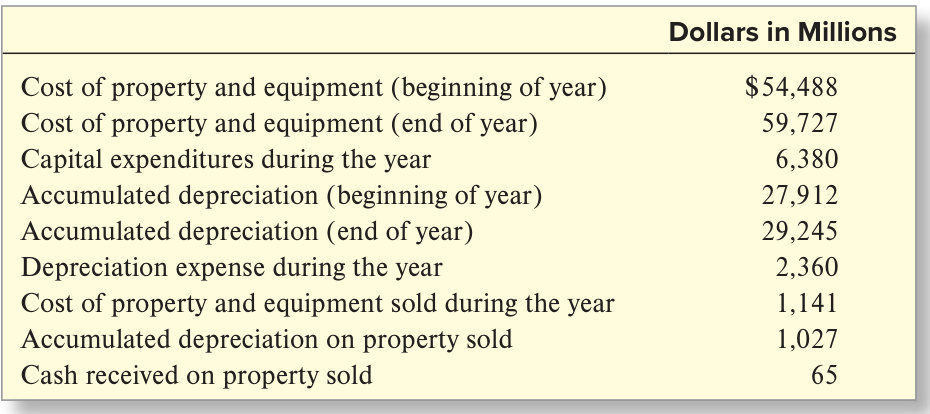 Dollars in Millions
Cost of property and equipment (beginning of year) $54,488
Cost of property and equipment (end of year) 59,727
Capital expenditures during the year 6,380
Accumulated depreciation (beginning of year) 27,912
Accumulated depreciation (end of year) 29,245
Depreciation expense during the year 2,360
Cost of property and equipment sold during the year 1,141
Accumulated depreciation on property sold 1,027
Cash received on property sold 65